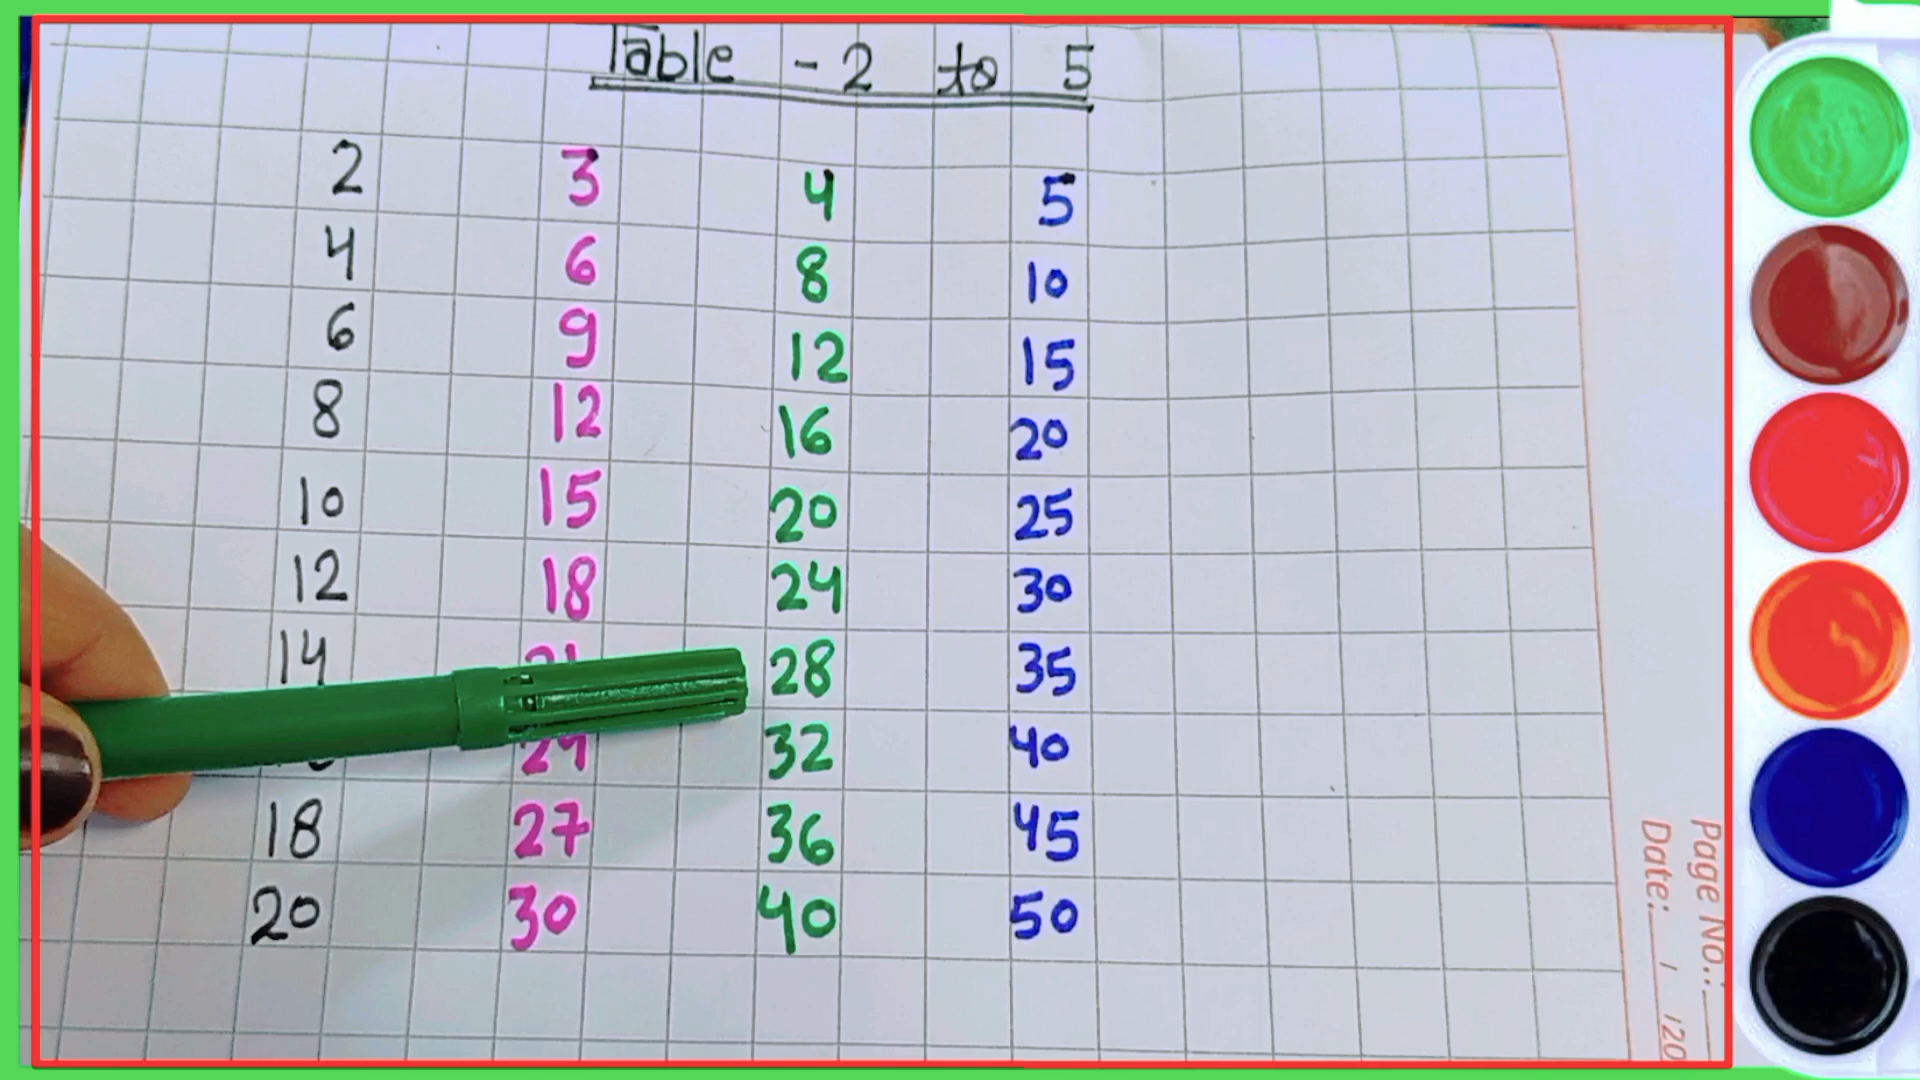 Table - 2 to 5
2 3 4 5
4 6 8 10
6 9 12 15
8 12 16 20
10 15 20 25
12 18 24 30
14 21 28 35
24 32 40
18 27 36 45
20 30 40 50
Page No.:
Date: / /20